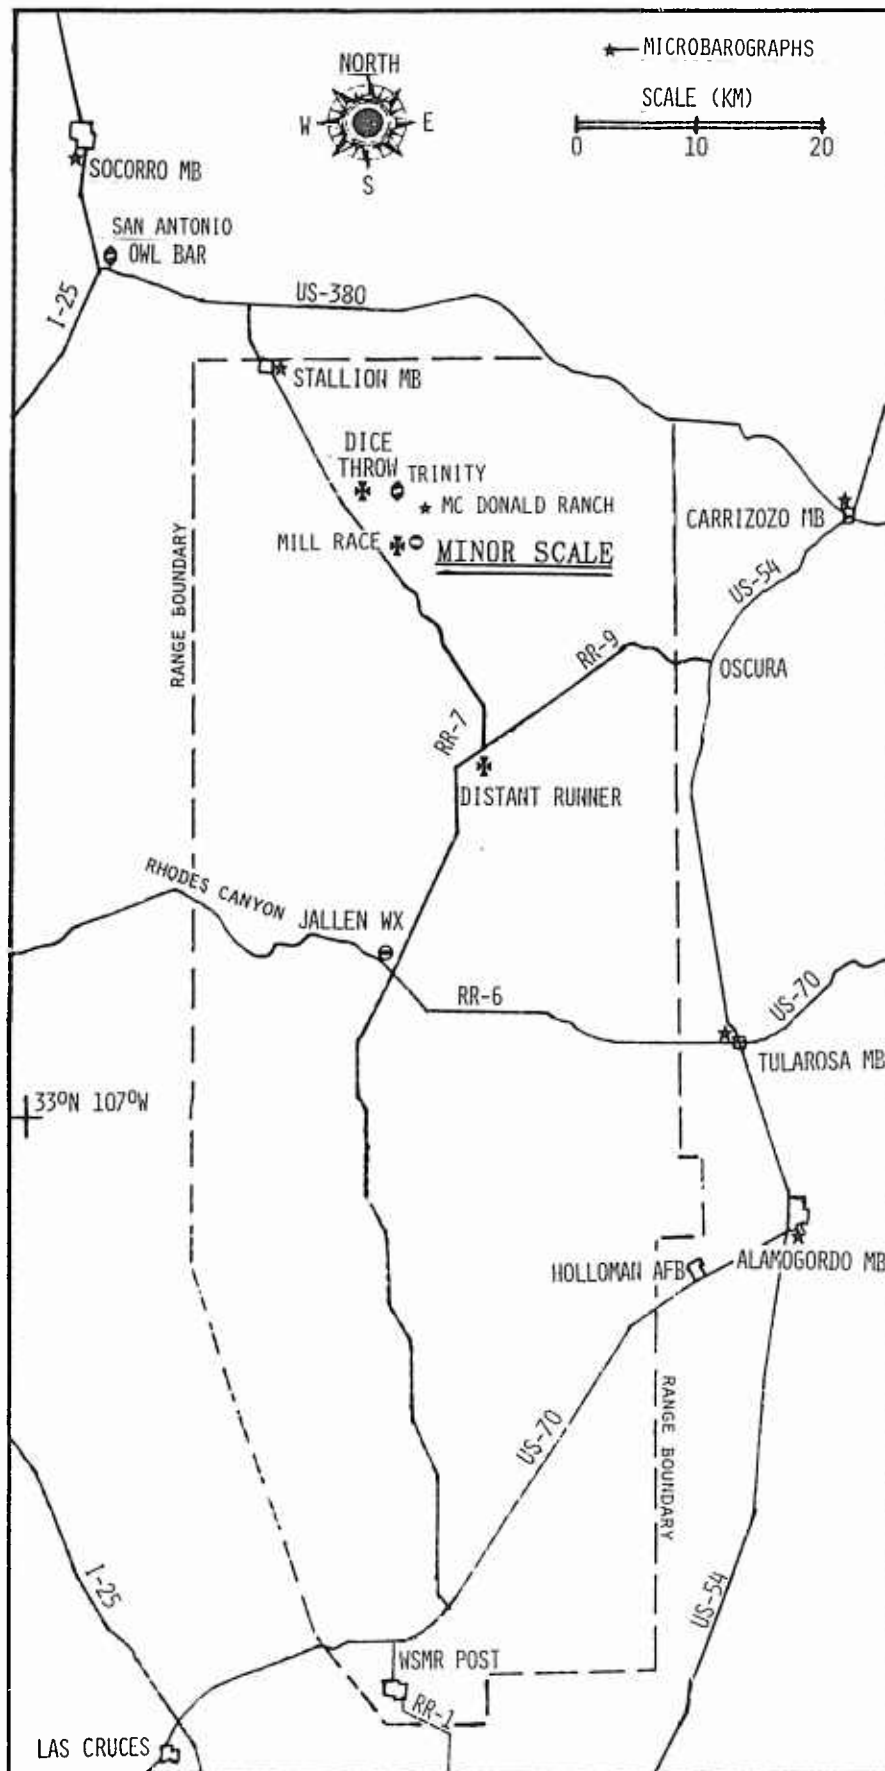 NORTH
W E
S
MICROBAROGRAPHS
SCALE (KM)
0 10 20
SOCORRO MB
SAN ANTONIO
OWL BAR
I-25
US-380
STALLION MB
DICE
THROW
TRINITY
MC DONALD RANCH
MILL RACE
MINOR SCALE
CARRIZOZO MB
RANGE BOUNDARY
US-54
RR-9
OSCURA
RR-7
DISTANT RUNNER
RHODES CANYON
JALLEN WX
RR-6
US-70
TULAROSA MB
33ON 107OW
HOLLOMAN AFB
ALAMOGORDO MB
RANGE BOUNDARY
US-70
I-25
US-54
WSMR POST
RR-1
LAS CRUCES